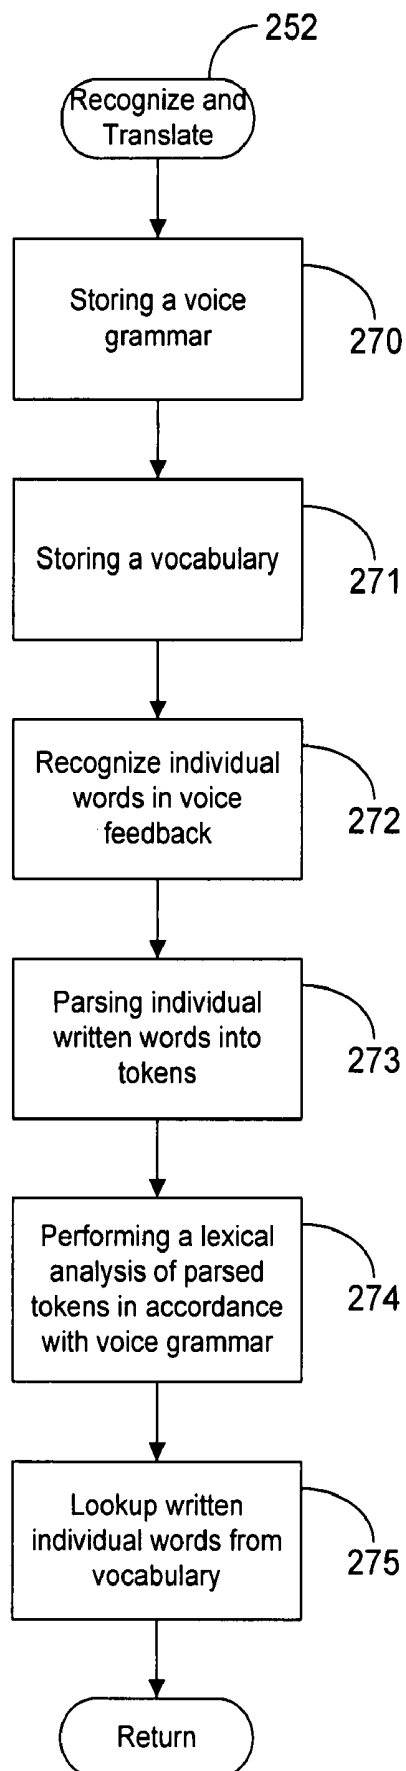 252
Recognize and
Translate
Storing a voice
grammar
270
Storing a vocabulary
271
Recognize individual
words in voice
feedback
272
Parsing individual
written words into
tokens
273
Performing a lexical
analysis of parsed
tokens in accordance
with voice grammar
274
Lookup written
individual words from
vocabulary
275
Return